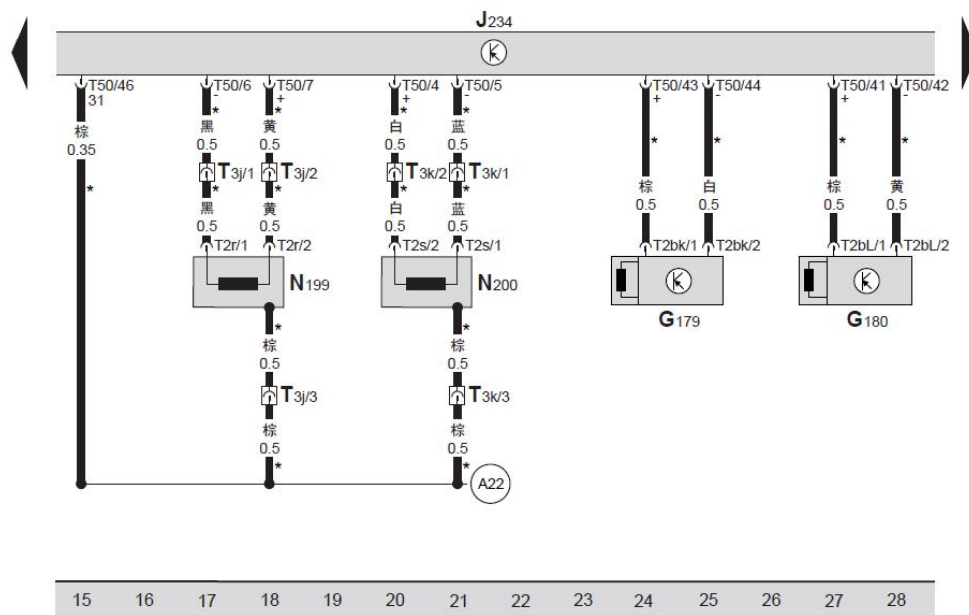 J234
T50/46 T50/6 T50/7 T50/4 T50/5 T50/43 T50/44 T50/41 T50/42
31 - + + - + - + -
* * * *
棕 黑 黄 白 蓝
0.35 0.5 0.5 0.5 0.5
* * * *
T3j/1 T3j/2 T3k/2 T3k/1
* * * * *
黑 黄 白 蓝 棕 白 棕 黄
0.5 0.5 0.5 0.5 0.5 0.5 0.5 0.5
T2r/1 T2r/2 T2s/2 T2s/1 T2bk/1 T2bk/2 T2bL/1 T2bL/2
N199 N200
G179 G180
* *
棕 棕
0.5 0.5
T3j/3 T3k/3
棕 棕
0.5 0.5
* *
A22
15 16 17 18 19 20 21 22 23 24 25 26 27 28